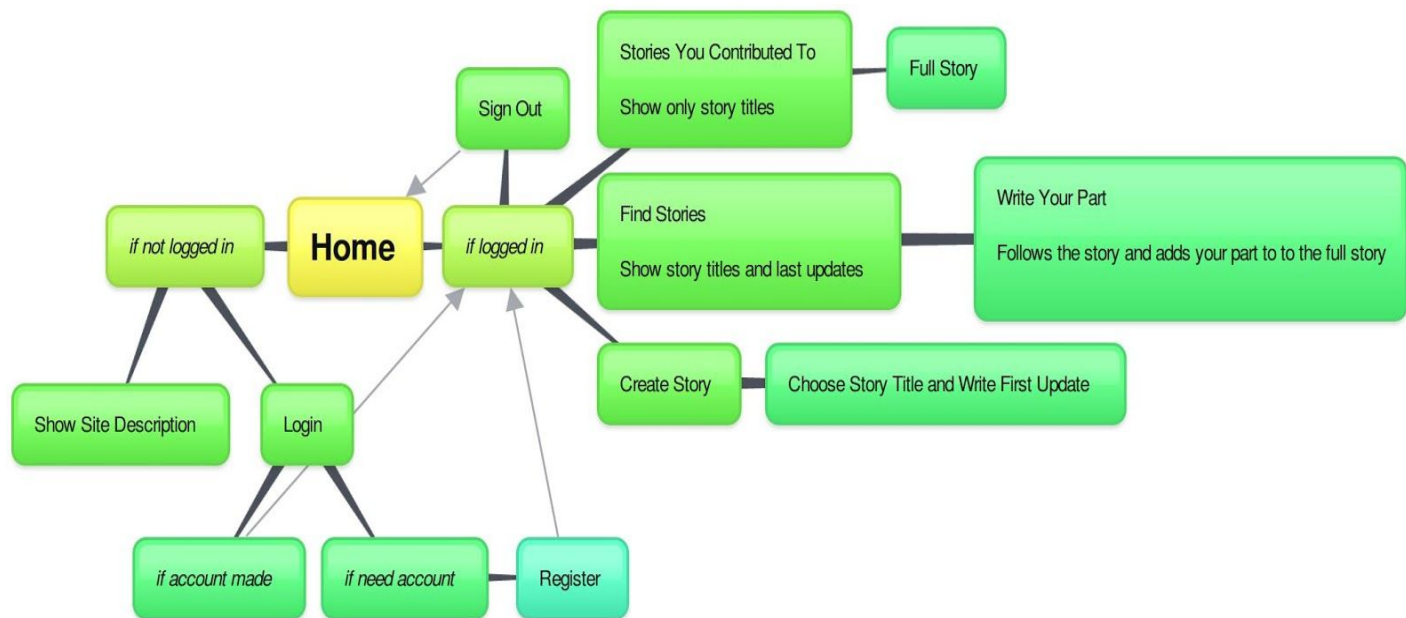 Stories You Contributed To
Show only story titles
Full Story
Sign Out
Write Your Part
Follows the story and adds your part to to the full story
Find Stories
Show story titles and last updates
if not logged in
Home
if logged in
Create Story
Choose Story Title and Write First Update
Show Site Description
Login
if account made
if need account
Register